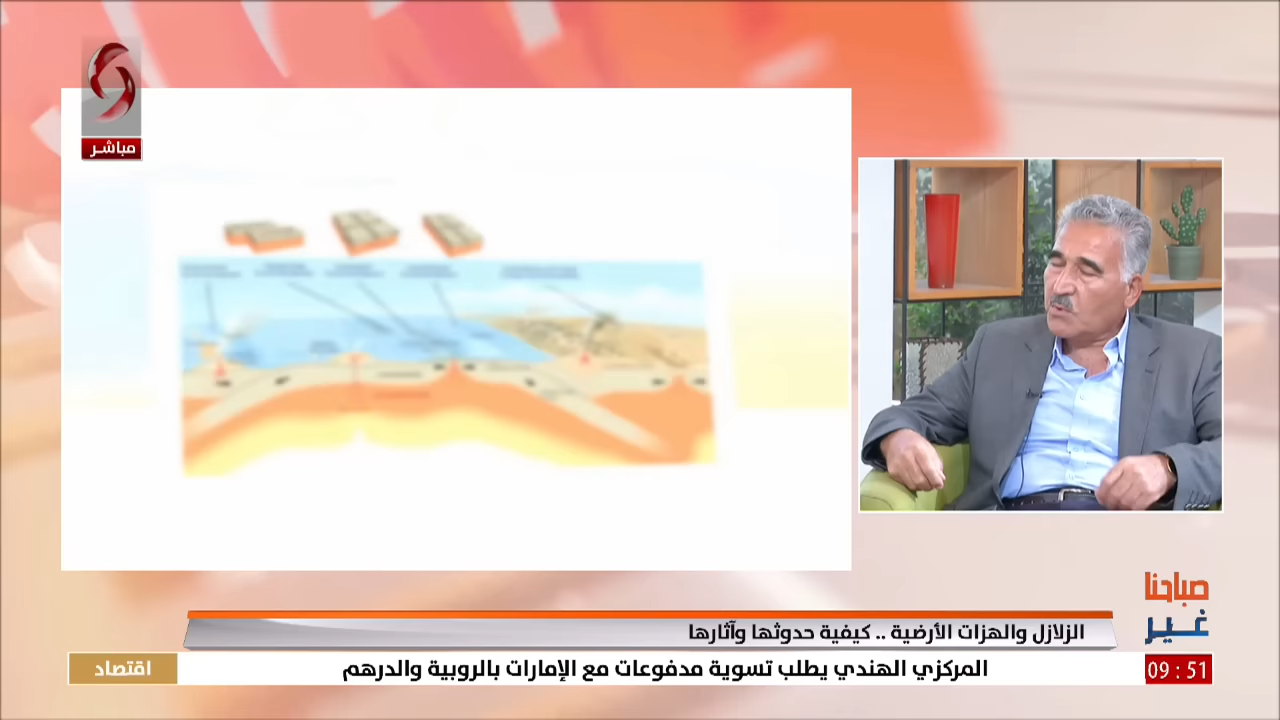 مباشر
صباحنا
غير
الزلازل والهزات الأرضية .. كيفية حدوثها وآثارها
09 : 51
المركزي الهندي يطلب تسوية مدفوعات مع الإمارات بالروبية والدرهم
اقتصاد